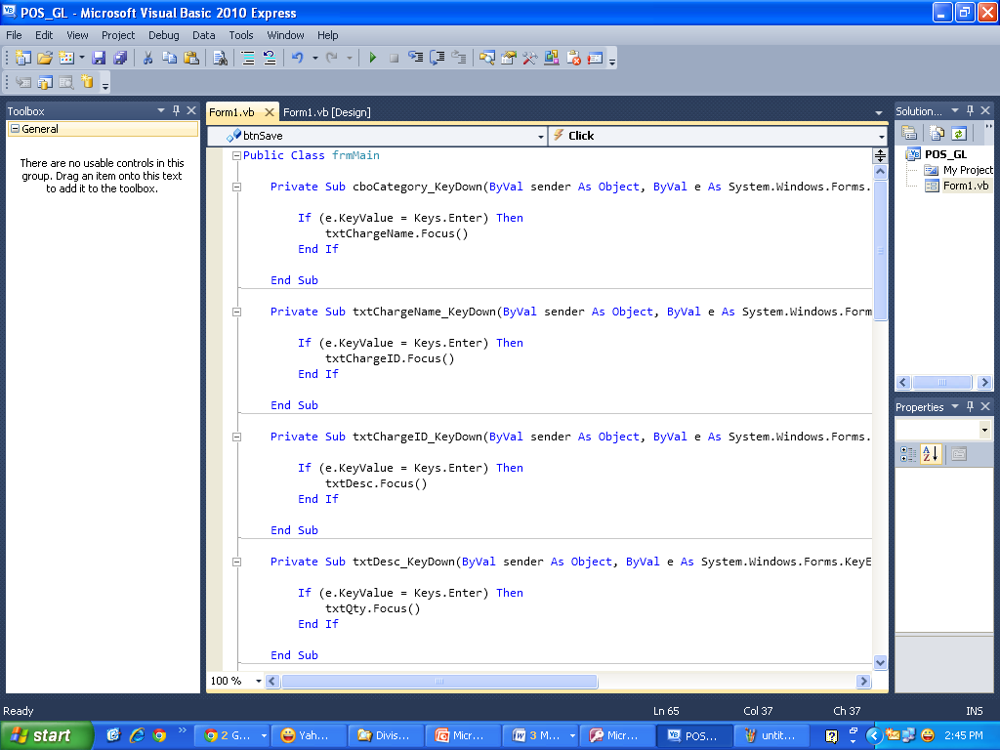 POS_GL - Microsoft Visual Basic 2010 Express
File Edit View Project Debug Data Tools Window Help
Toolbox
General
There are no usable controls in this
group. Drag an item onto this text
to add it to the toolbox.
Form1.vb Form1.vb [Design]
btnSave Click
Public Class frmMain
Private Sub cboCategory_KeyDown(ByVal sender As Object, ByVal e As System.Windows.Forms.
If (e.KeyValue = Keys.Enter) Then
txtChargeName.Focus()
End If
End Sub
Private Sub txtChargeName_KeyDown(ByVal sender As Object, ByVal e As System.Windows.Form
If (e.KeyValue = Keys.Enter) Then
txtChargeID.Focus()
End If
End Sub
Private Sub txtChargeID_KeyDown(ByVal sender As Object, ByVal e As System.Windows.Forms.
If (e.KeyValue = Keys.Enter) Then
txtDesc.Focus()
End If
End Sub
Private Sub txtDesc_KeyDown(ByVal sender As Object, ByVal e As System.Windows.Forms.KeyE
If (e.KeyValue = Keys.Enter) Then
txtQty.Focus()
End If
End Sub
100 %
Solution...
POS_GL
My Project
Form1.vb
Properties
Ready Ln 65 Col 37 Ch 37 INS
start 2 G... Yah... Divis... Micr... 3 M... Micr... POS... untit... 2:45 PM